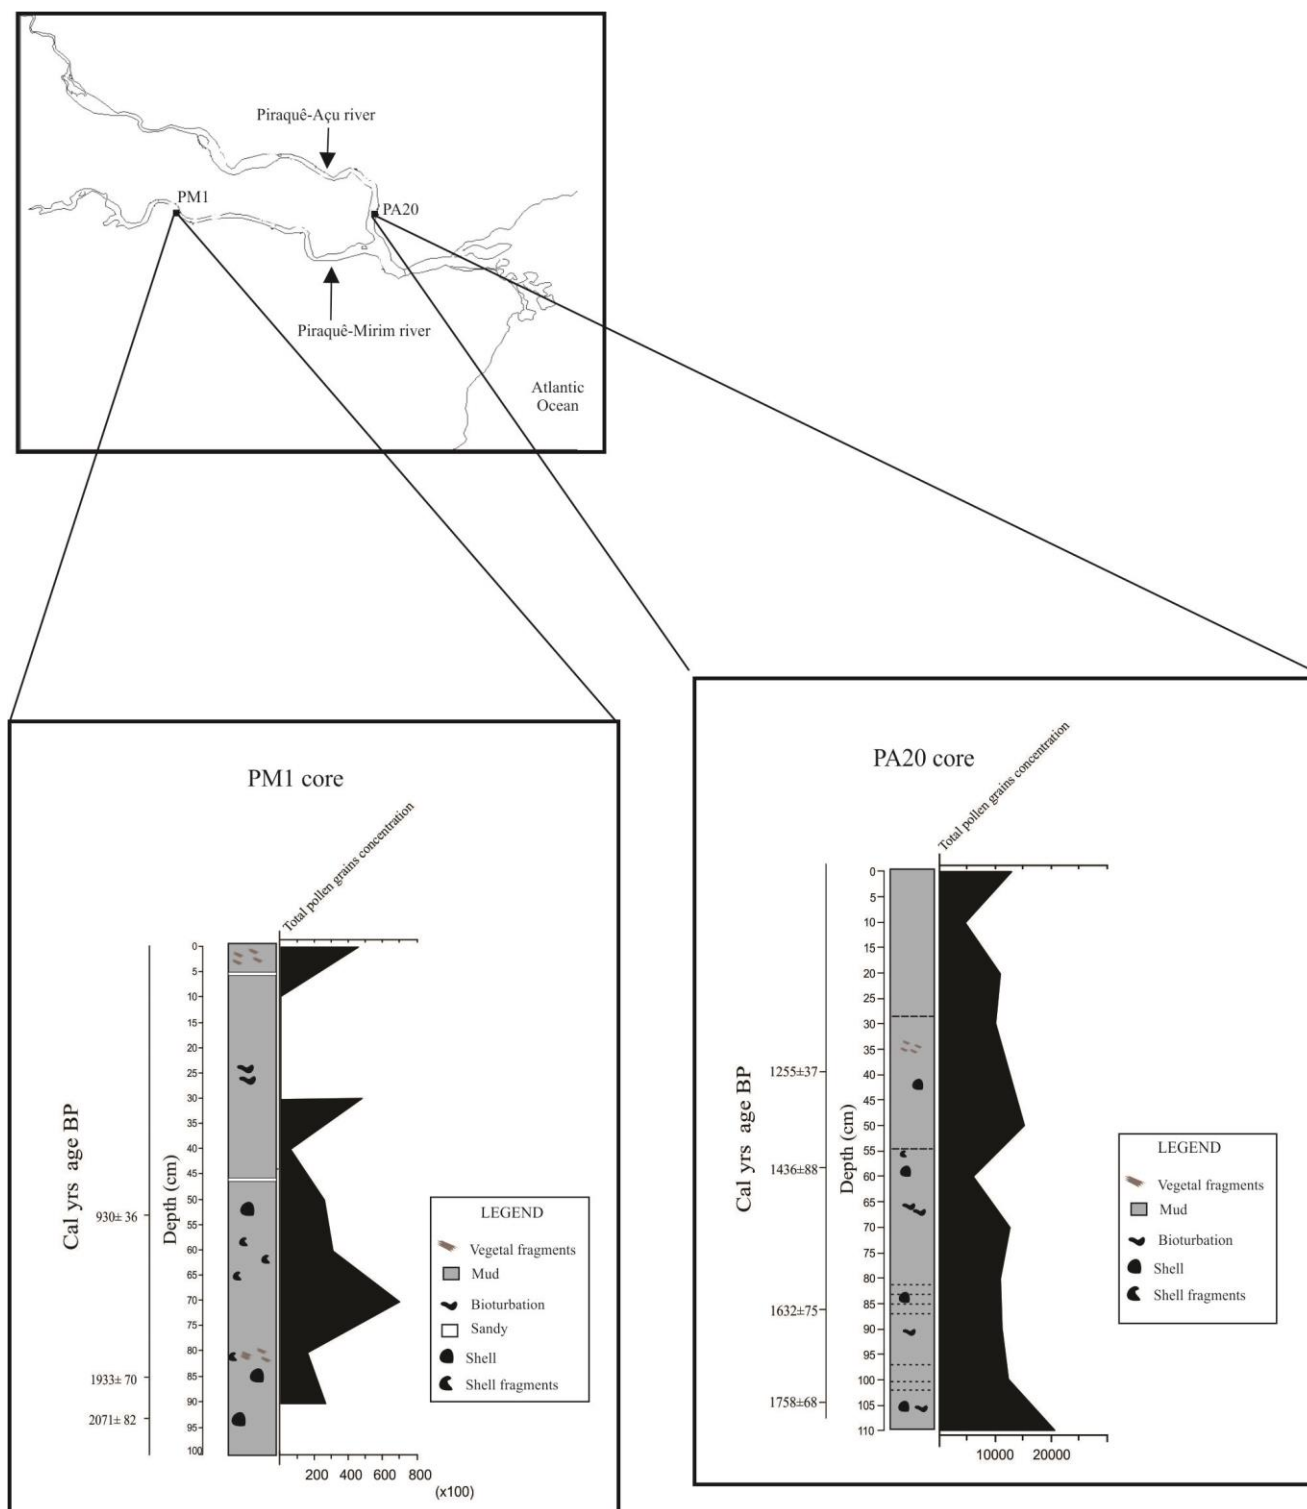 Piraquê-Açu river
PM1
PA20
Piraquê-Mirim river
Atlantic
Ocean
PM1 core
Total pollen grains concentration
Cal yrs age BP
930± 36
1933± 70
2071± 82
Depth (cm)
0
5
10
15
20
25
30
35
40
45
50
55
60
65
70
75
80
85
90
95
100
200 400 600 800
(x100)
LEGEND
Vegetal fragments
Mud
Bioturbation
Sandy
Shell
Shell fragments
PA20 core
Total pollen grains concentration
Cal yrs age BP
1255±37
1436±88
1632±75
1758±68
Depth (cm)
0
5
10
15
20
25
30
35
40
45
50
55
60
65
70
75
80
85
90
95
100
105
110
10000 20000
LEGEND
Vegetal fragments
Mud
Bioturbation
Shell
Shell fragments